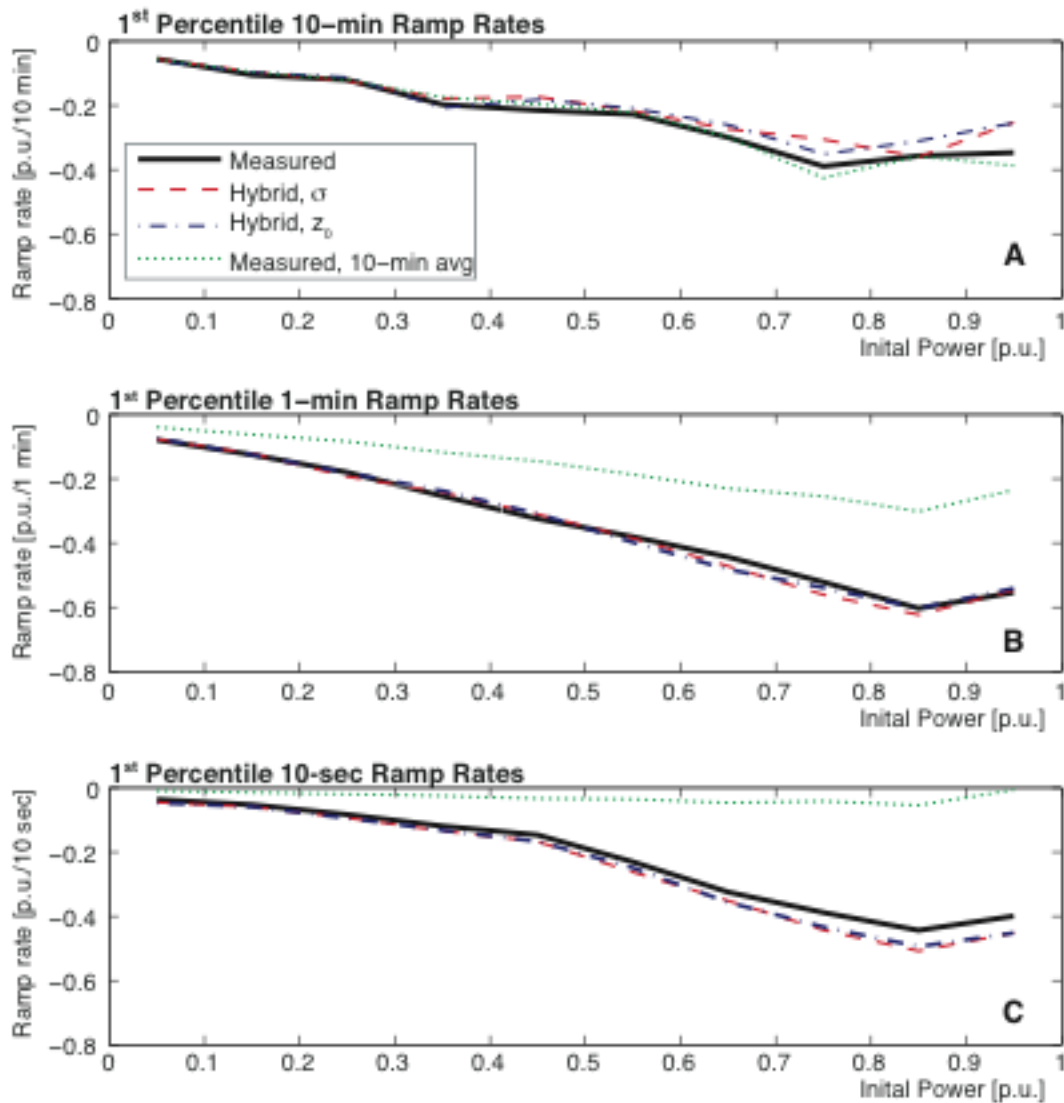 1st Percentile 10-min Ramp Rates
Ramp rate [p.u./10 min]
0
-0.2
-0.4
-0.6
-0.8
Measured
Hybrid, σ
Hybrid, z₀
Measured, 10-min avg
A
0 0.1 0.2 0.3 0.4 0.5 0.6 0.7 0.8 0.9 1
Inital Power [p.u.]
1st Percentile 1-min Ramp Rates
Ramp rate [p.u./1 min]
0
-0.2
-0.4
-0.6
-0.8
B
0 0.1 0.2 0.3 0.4 0.5 0.6 0.7 0.8 0.9 1
Inital Power [p.u.]
1st Percentile 10-sec Ramp Rates
Ramp rate [p.u./10 sec]
0
-0.2
-0.4
-0.6
-0.8
C
0 0.1 0.2 0.3 0.4 0.5 0.6 0.7 0.8 0.9 1
Inital Power [p.u.]